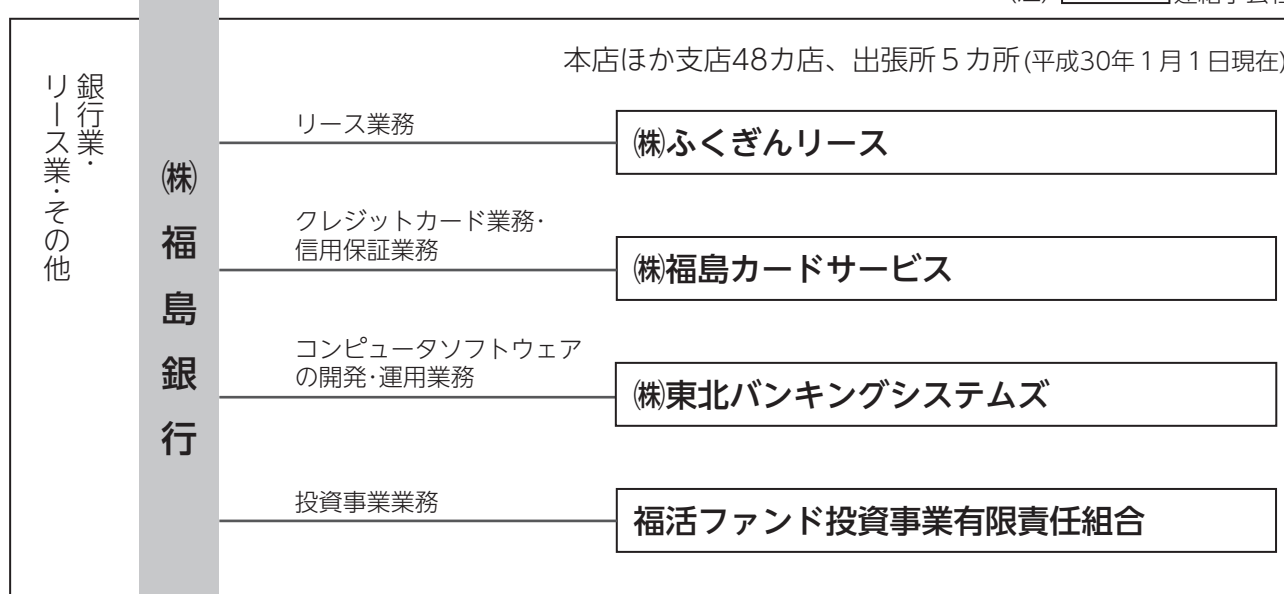 連結子会社
本店ほか支店48カ店、出張所5カ所(平成30年1月1日現在)
銀行業・
リース業・その他
㈱福島銀行
リース業務
㈱ふくぎんリース
クレジットカード業務・
信用保証業務
㈱福島カードサービス
コンピュータソフトウェア
の開発・運用業務
㈱東北バンキングシステムズ
投資事業業務
福活ファンド投資事業有限責任組合